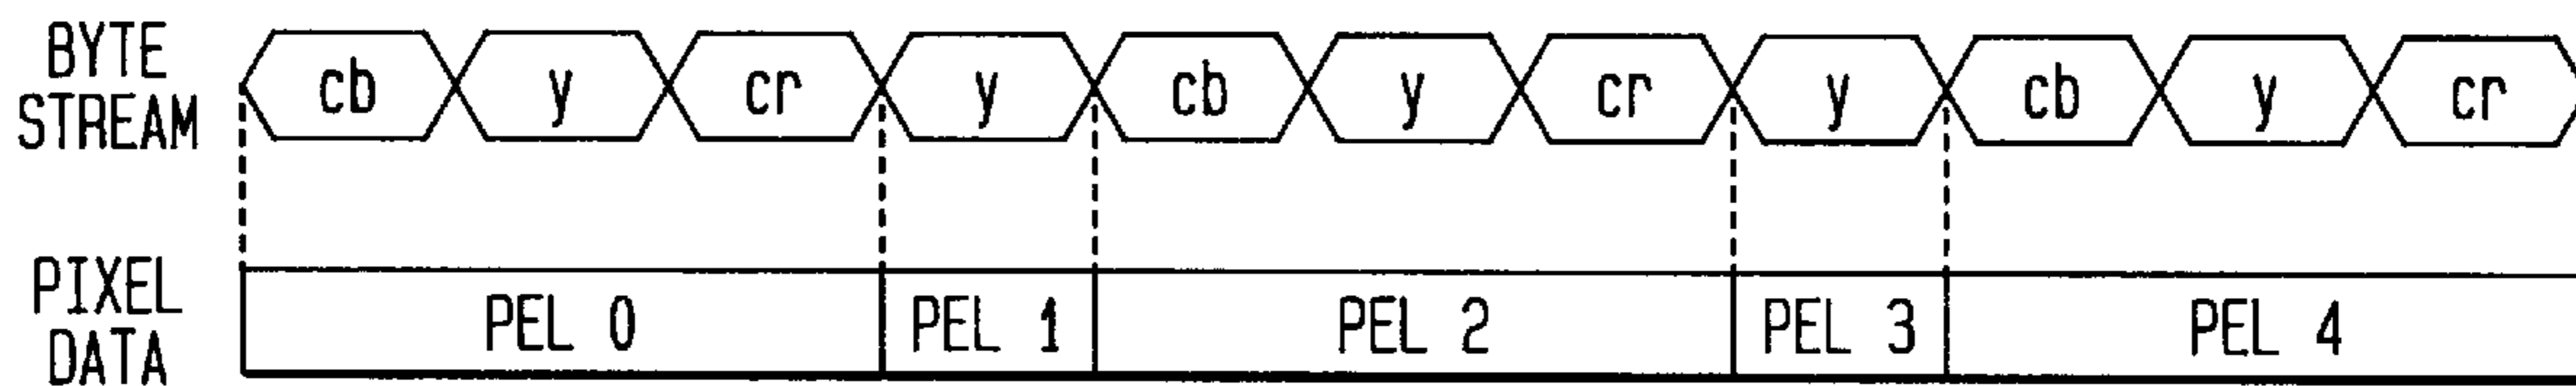 BYTE STREAM cb y cr y cb y cr y cb y cr
PIXEL DATA PEL 0 PEL 1 PEL 2 PEL 3 PEL 4